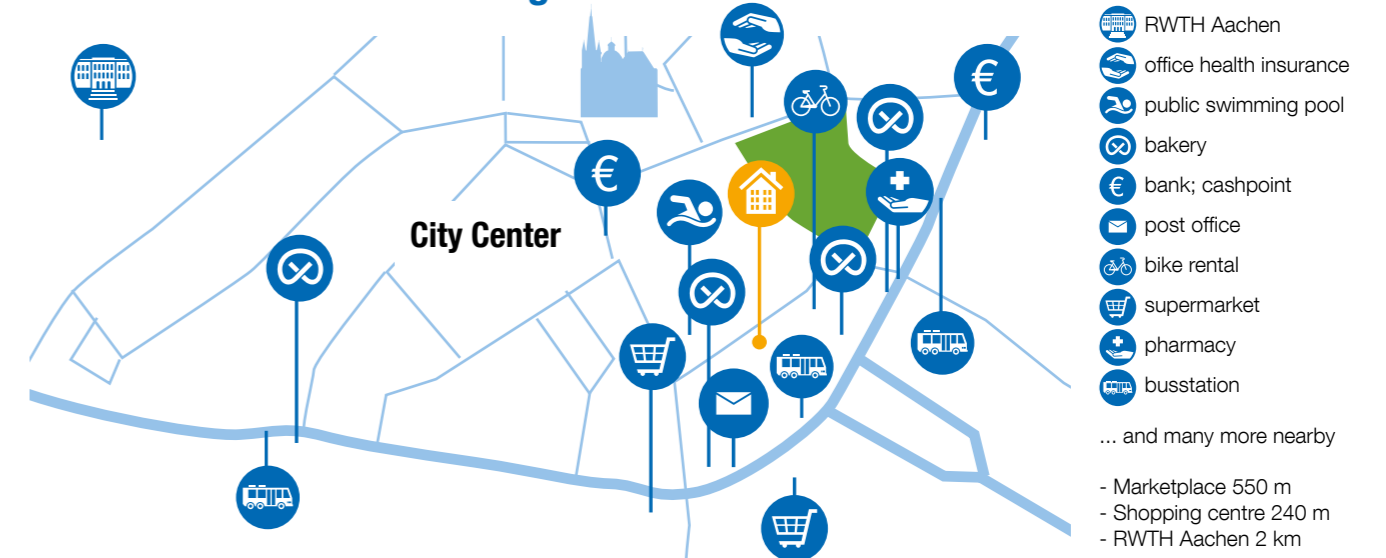 g
City Center
€
€
RWTH Aachen
office health insurance
public swimming pool
bakery
€ bank; cashpoint
post office
bike rental
supermarket
pharmacy
busstation
... and many more nearby
- Marketplace 550 m
- Shopping centre 240 m
- RWTH Aachen 2 km